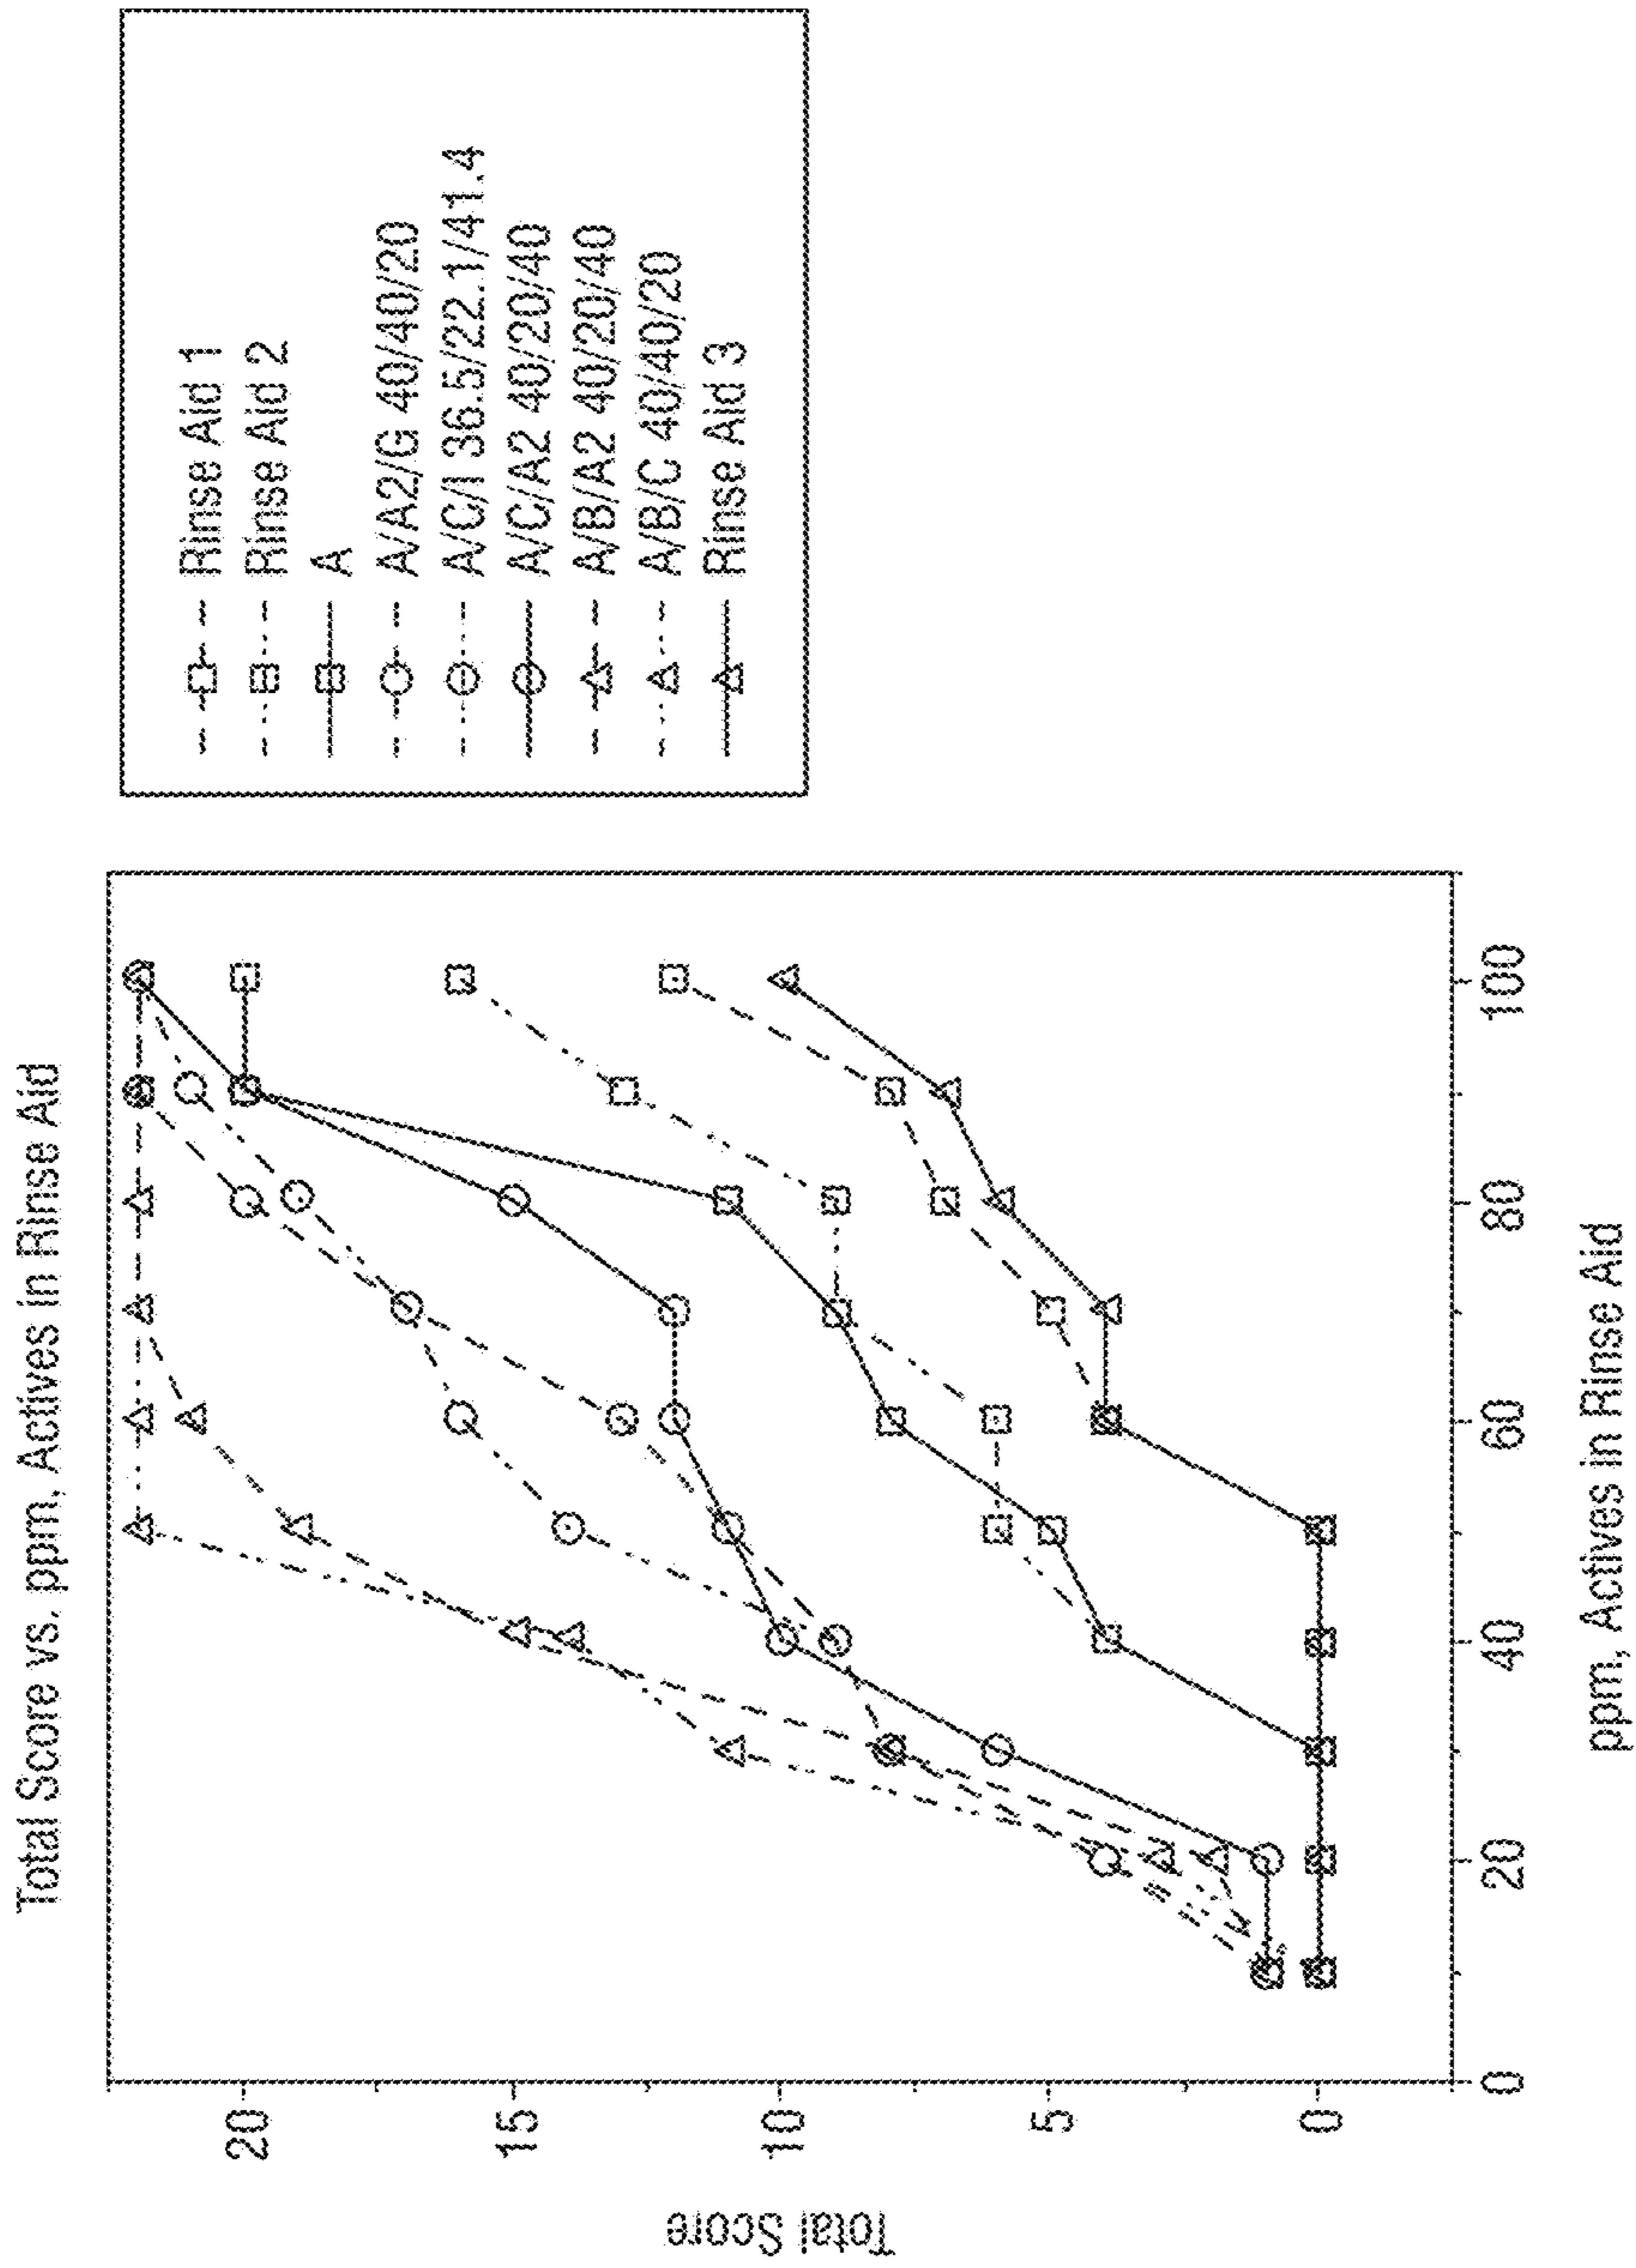 Total Score vs. ppm, Actives in Rinse Aid
Total Score
20
15
10
5
0
0
20
40
60
80
100
ppm, Actives in Rinse Aid
Rinse Aid 1
Rinse Aid 2
A
A/A2/G 40/40/20
A/C/I 36.5/22.1/41.4
A/C/A2 40/20/40
A/B/A2 40/20/40
A/B/C 40/40/20
Rinse Aid 3